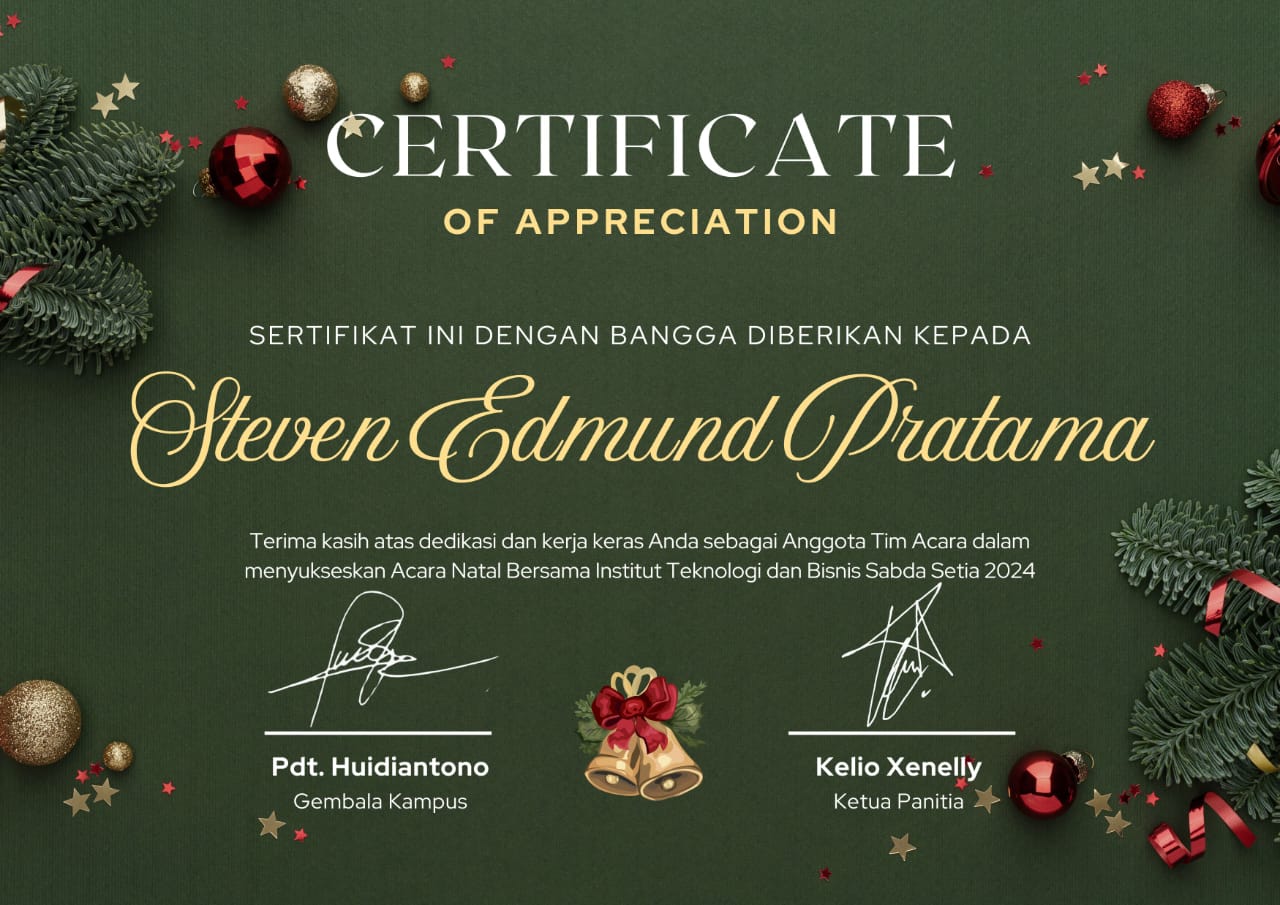 CERTIFICATE
OF APPRECIATION
SERTIFIKAT INI DENGAN BANGGA DIBERIKAN KEPADA
Steven Edmund Pratama
Terima kasih atas dedikasi dan kerja keras Anda sebagai Anggota Tim Acara dalam
menyukseskan Acara Natal Bersama Institut Teknologi dan Bisnis Sabda Setia 2024
Pdt. Huidiantono
Gembala Kampus
Kelio Xenelly
Ketua Panitia